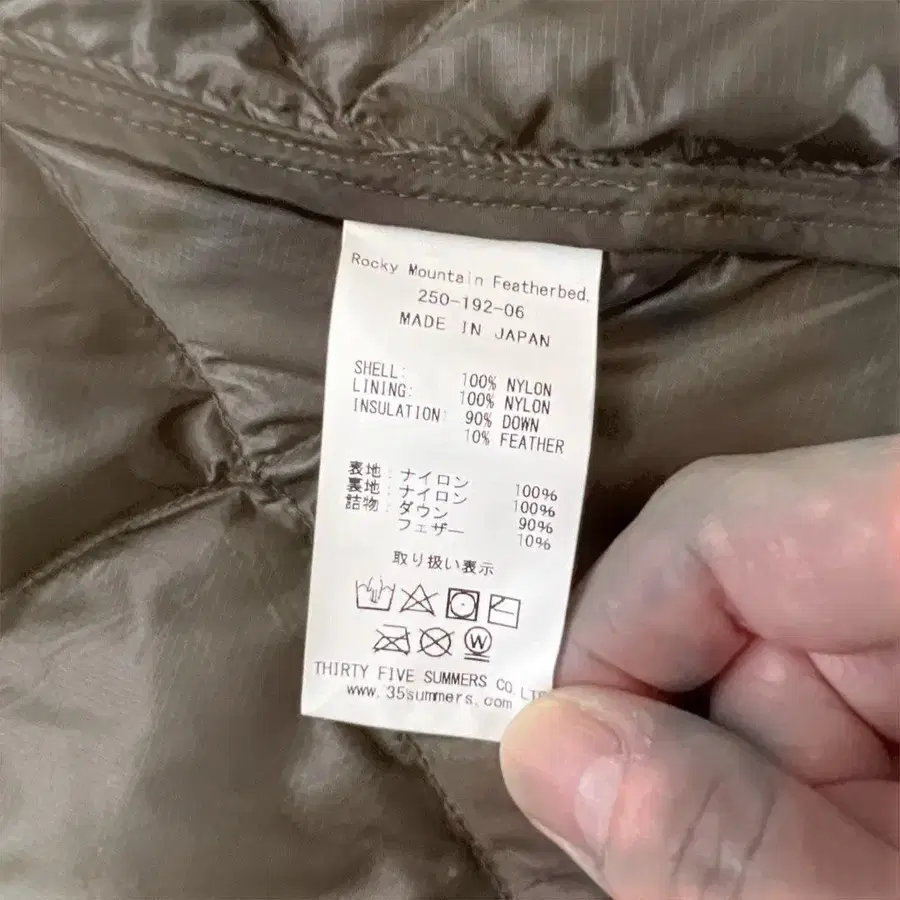 Rocky Mountain Featherbed.
250-192-06
MADE IN JAPAN
SHELL: 100% NYLON
LINING: 100% NYLON
INSULATION: 90% DOWN
10% FEATHER
表地:ナイロン 100%
裏地:ナイロン 100%
詰物:ダウン 90%
フェザー 10%
取り扱い表示
W
THIRTY FIVE SUMMERS CO.LT
www.35summers.com